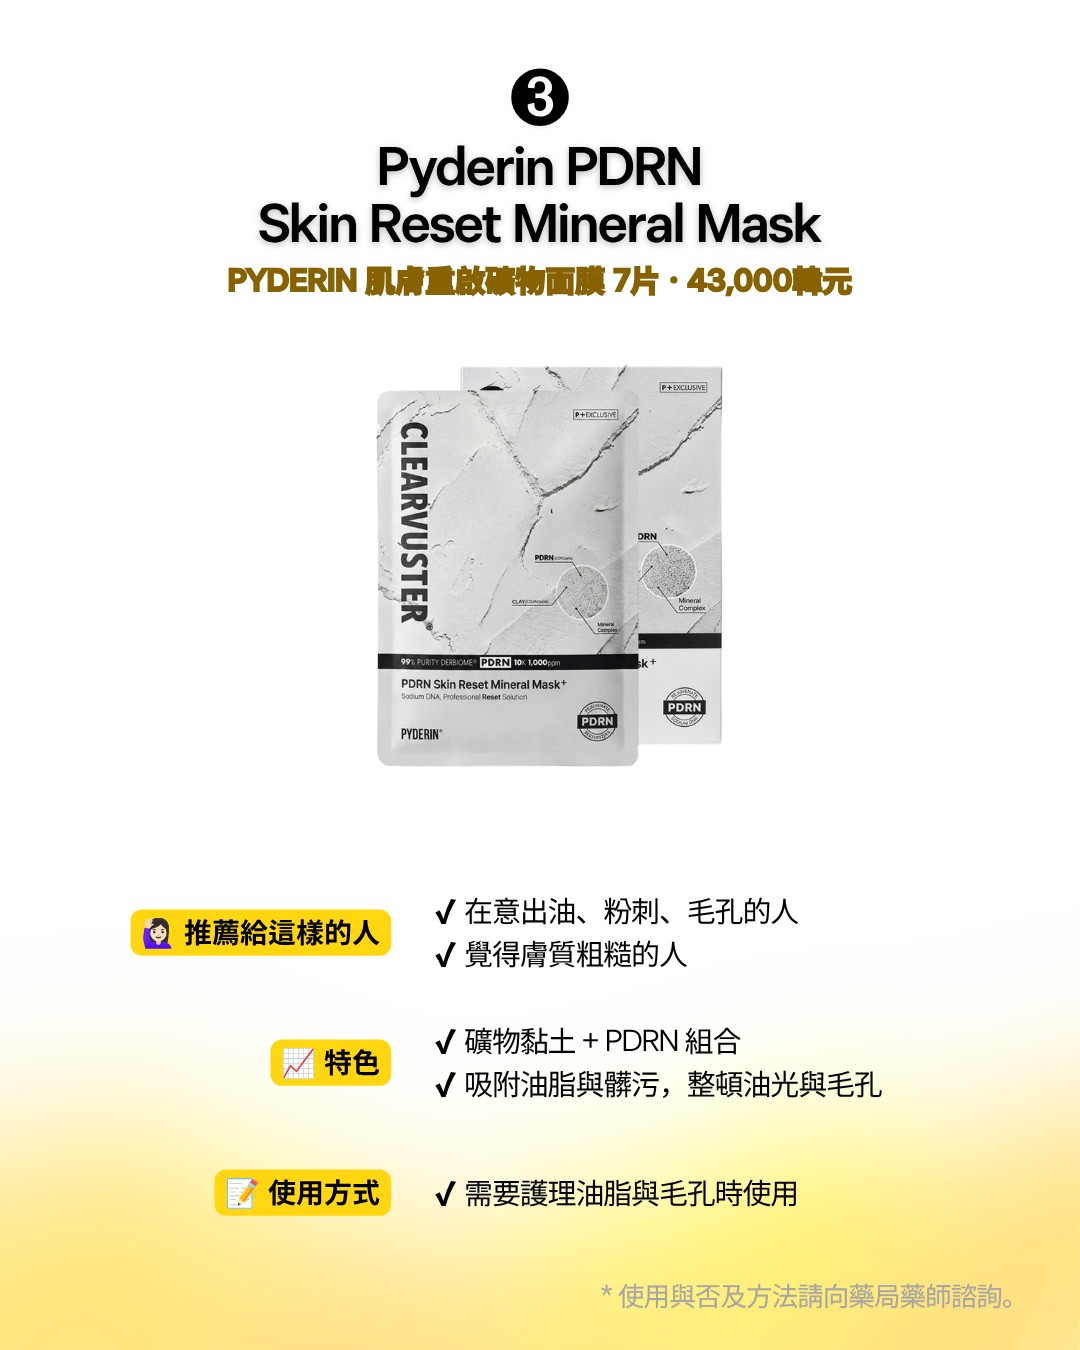 3
Pyderin PDRN
Skin Reset Mineral Mask
PYDERIN 肌膚重啟礦物面膜 7片・43,000韓元
P+EXCLUSIVE
P+EXCLUSIVE
CLEARVUSTER
PDRN
CLAY
Mineral
Complex
DRN
Mineral
Complex
99% PURITY DERBIOME® PDRN 10K 1,000ppm
PDRN Skin Reset Mineral Mask+
Sodium DNA, Professional Reset Solution
PYDERIN®
PDRN
sk+
PDRN
推薦給這樣的人
✓ 在意出油、粉刺、毛孔的人
✓ 覺得膚質粗糙的人
特色
✓ 礦物黏土 + PDRN 組合
✓ 吸附油脂與髒污，整頓油光與毛孔
使用方式
✓ 需要護理油脂與毛孔時使用
* 使用與否及方法請向藥局藥師諮詢。